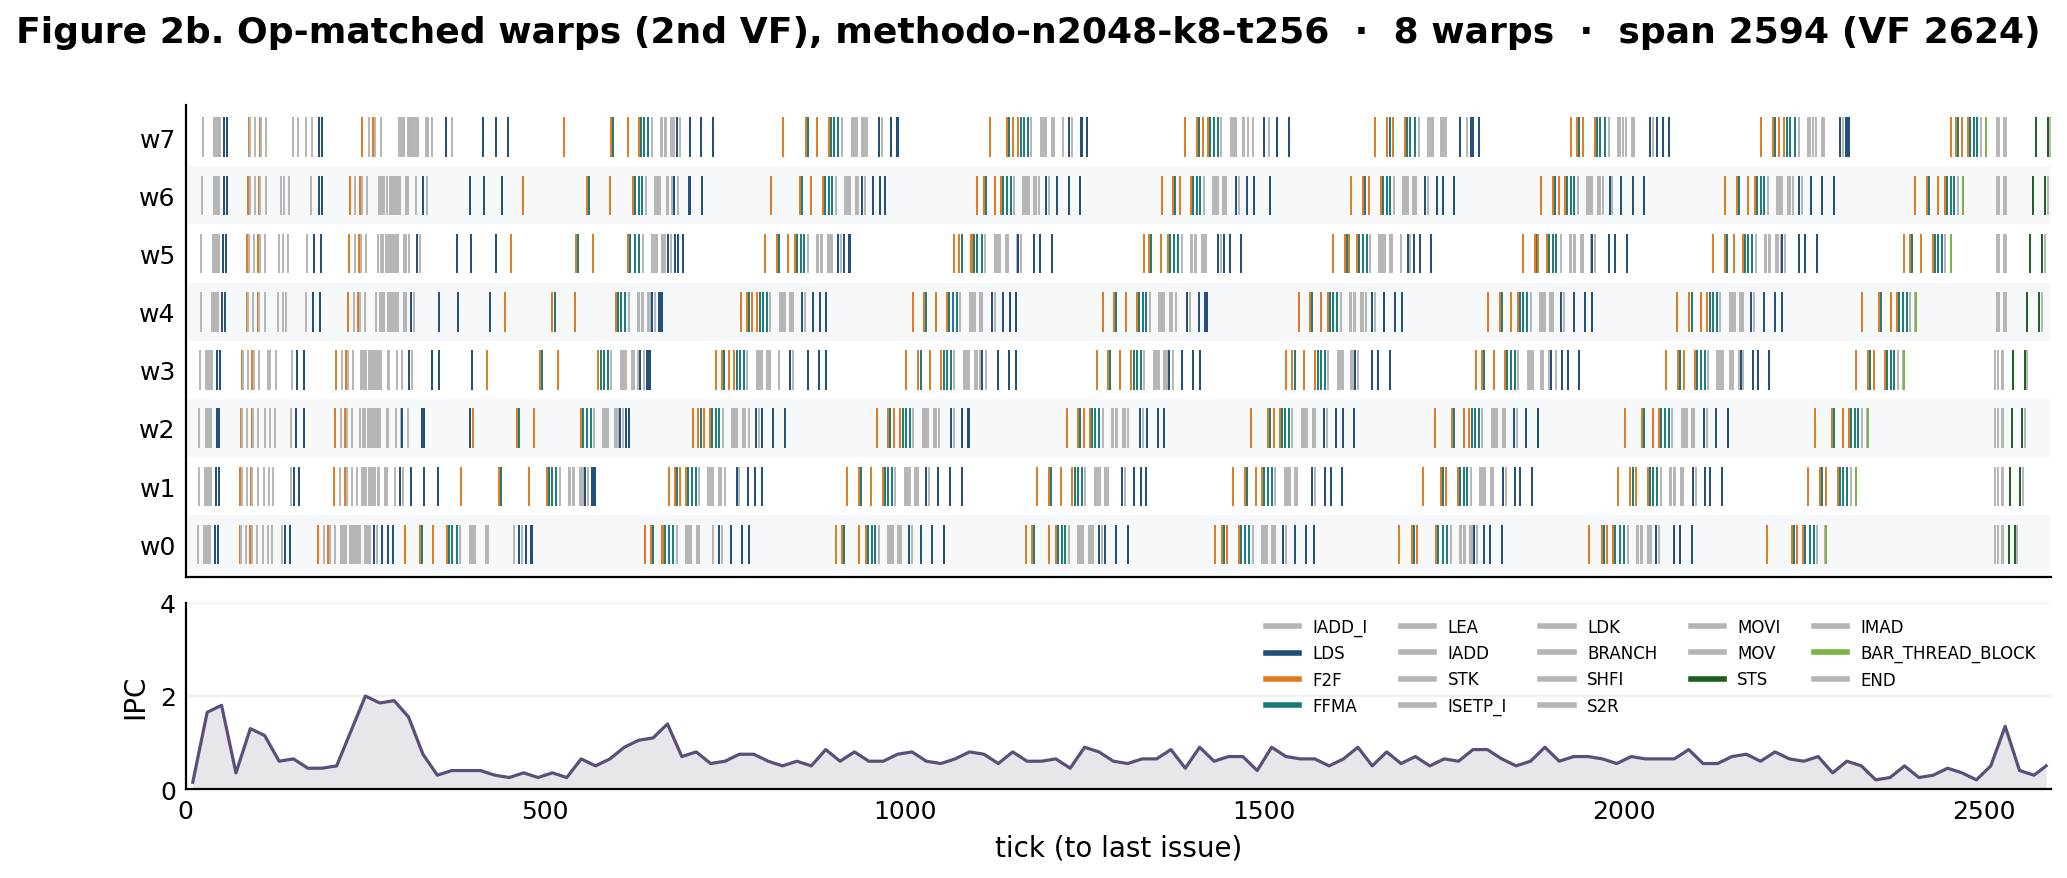 Figure 2b. Op-matched warps (2nd VF), methodo-n2048-k8-t256 · 8 warps · span 2594 (VF 2624)
w7
w6
w5
w4
w3
w2
w1
w0
4
2
0
IPC
IADD_I LEA LDK MOVI IMAD
LDS IADD BRANCH MOV BAR_THREAD_BLOCK
F2F STK SHFI STS END
FFMA ISETP_I S2R
0 500 1000 1500 2000 2500
tick (to last issue)